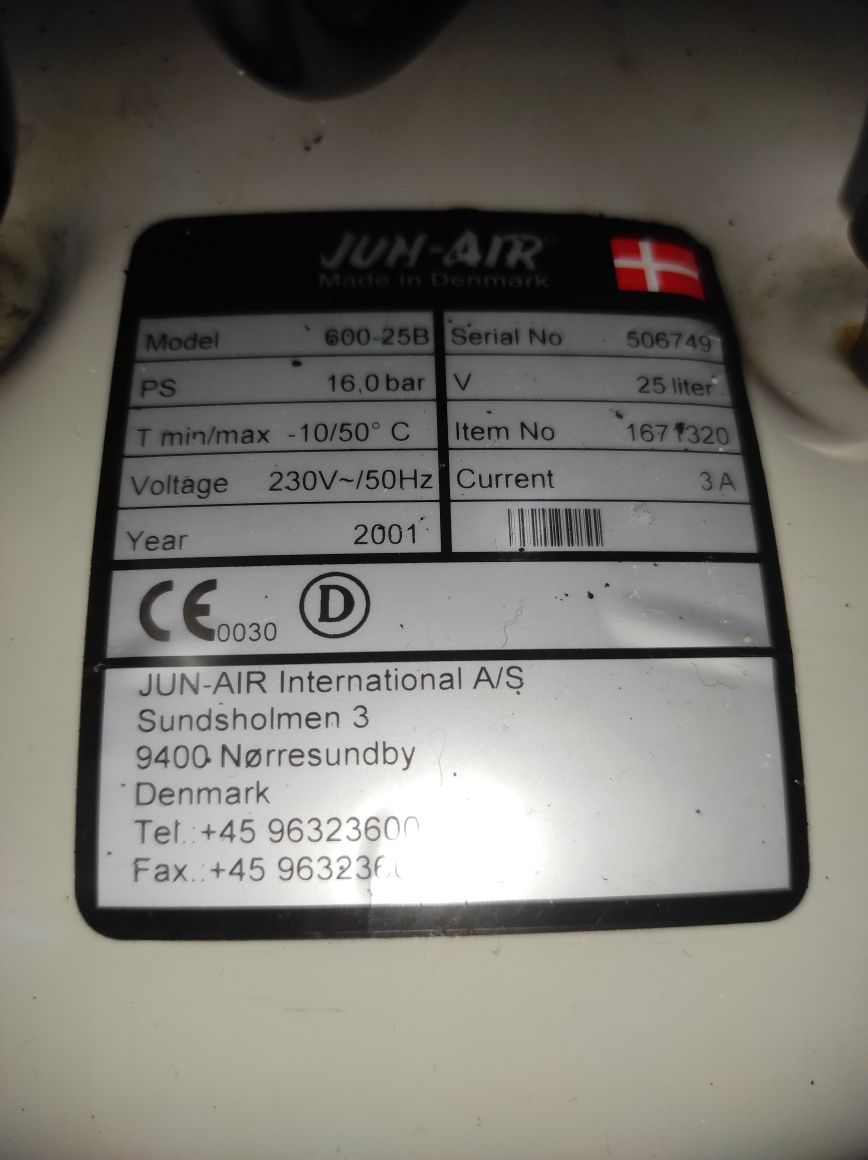 JUN-AIR
Made in Denmark
Model 600-25B Serial No 506749
PS 16,0 bar V 25 liter
T min/max -10/50° C Item No 1671320
Voltage 230V~/50Hz Current 3 A
Year 2001
CE 0030 D
JUN-AIR International A/S
Sundsholmen 3
9400 Nørresundby
Denmark
Tel.:+45 96323600
Fax.:+45